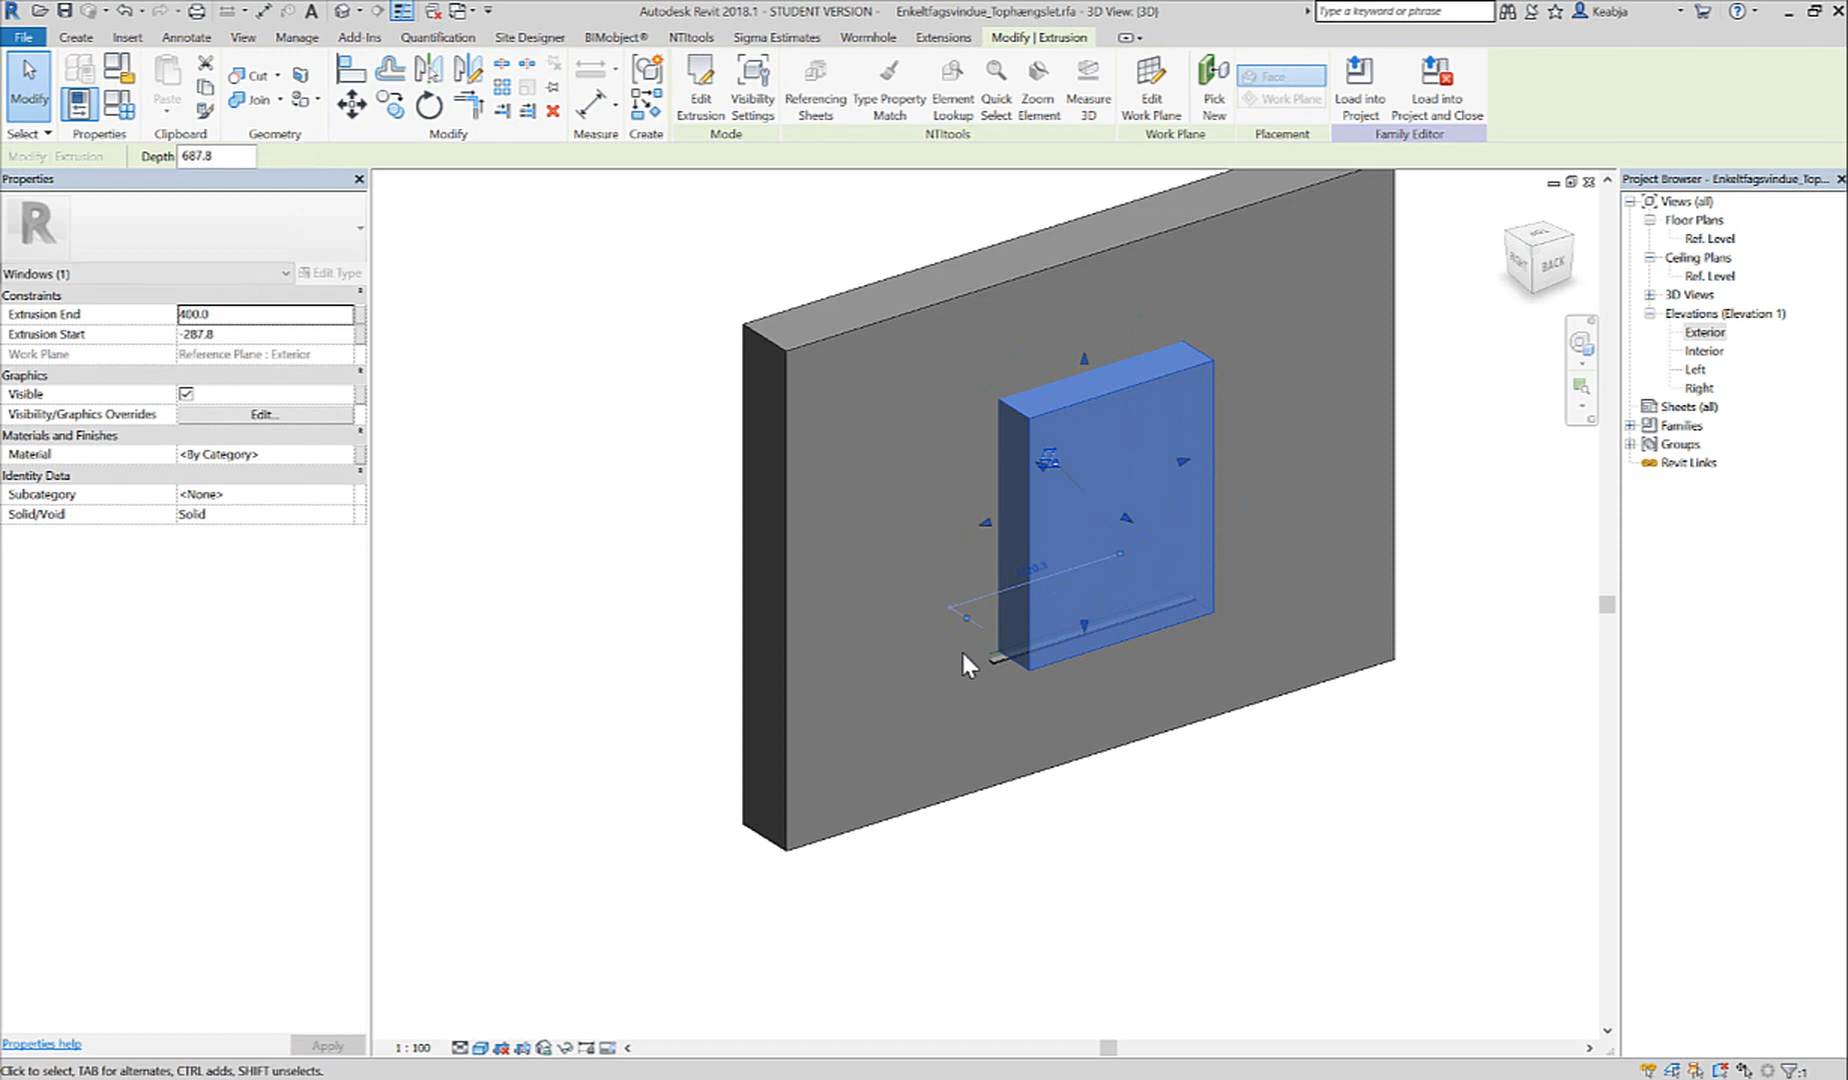 Autodesk Revit 2018.1 - STUDENT VERSION - Enkeltfagsvindue_Tophængslet.rfa - 3D View: {3D}
Type a keyword or phrase
Keabja
File Create Insert Annotate View Manage Add-Ins Quantification Site Designer BIMobject® NTItools Sigma Estimates Wormhole Extensions Modify | Extrusion
Modify
Paste
Cut
Join
Edit Extrusion
Visibility Settings
Referencing Sheets
Type Property Match
Element Lookup
Quick Select
Zoom Element
Measure 3D
Edit Work Plane
Pick New
Face
Work Plane
Load into Project
Load into Project and Close
Select Properties Clipboard Geometry Modify Measure Create Mode NTItools Work Plane Placement Family Editor
Modify | Extrusion Depth 687.8
Properties
R
Windows (1) Edit Type
Constraints
Extrusion End 400.0
Extrusion Start -287.8
Work Plane Reference Plane : Exterior
Graphics
Visible
Visibility/Graphics Overrides Edit...
Materials and Finishes
Material <By Category>
Identity Data
Subcategory <None>
Solid/Void Solid
Properties help Apply
TOP
RIGHT
BACK
Project Browser - Enkeltfagsvindue_Top...
Views (all)
Floor Plans
Ref. Level
Ceiling Plans
Ref. Level
3D Views
Elevations (Elevation 1)
Exterior
Interior
Left
Right
Sheets (all)
Families
Groups
Revit Links
1 : 100
Click to select, TAB for alternates, CTRL adds, SHIFT unselects.
:1